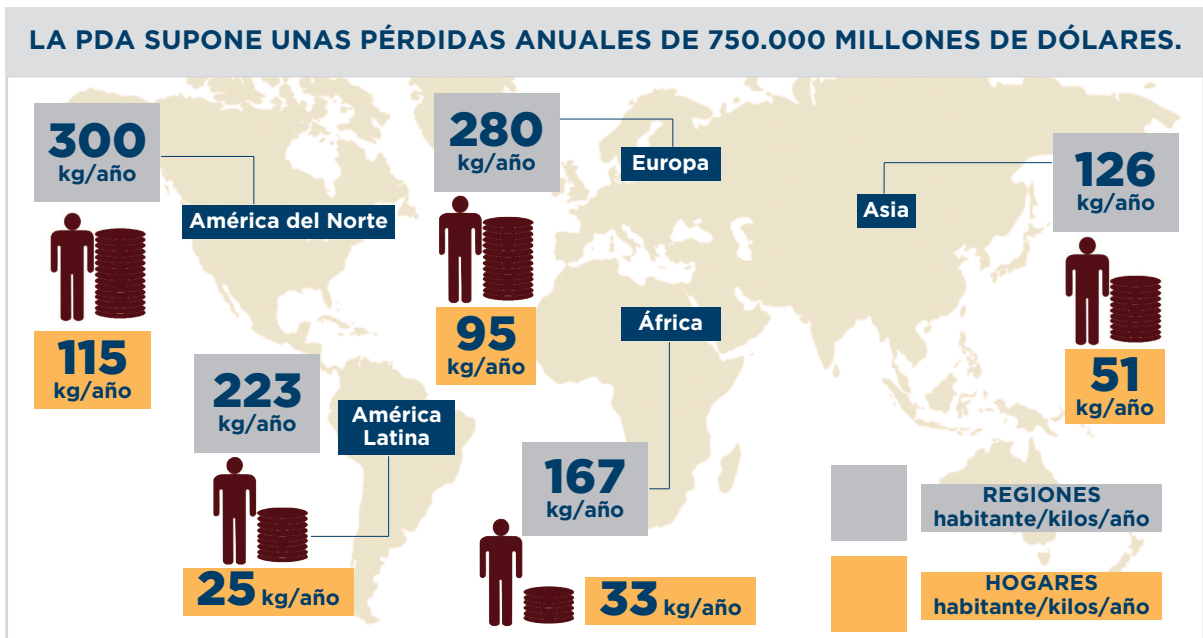 LA PDA SUPONE UNAS PÉRDIDAS ANUALES DE 750.000 MILLONES DE DÓLARES.
300
kg/año
América del Norte
115
kg/año
280
kg/año
Europa
95
kg/año
126
kg/año
Asia
51
kg/año
223
kg/año
América
Latina
25 kg/año
África
167
kg/año
33 kg/año
REGIONES
habitante/kilos/año
HOGARES
habitante/kilos/año